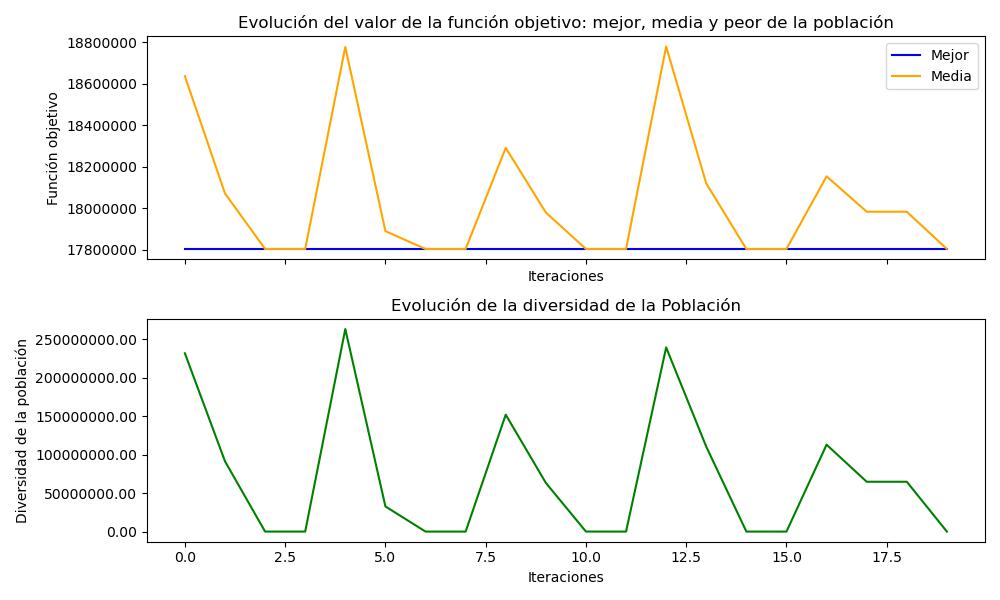 Evolución del valor de la función objetivo: mejor, media y peor de la población
18800000
18600000
18400000
18200000
18000000
17800000
Función objetivo
Mejor
Media
Iteraciones
Evolución de la diversidad de la Población
250000000.00
200000000.00
150000000.00
100000000.00
50000000.00
0.00
Diversidad de la población
0.0 2.5 5.0 7.5 10.0 12.5 15.0 17.5
Iteraciones